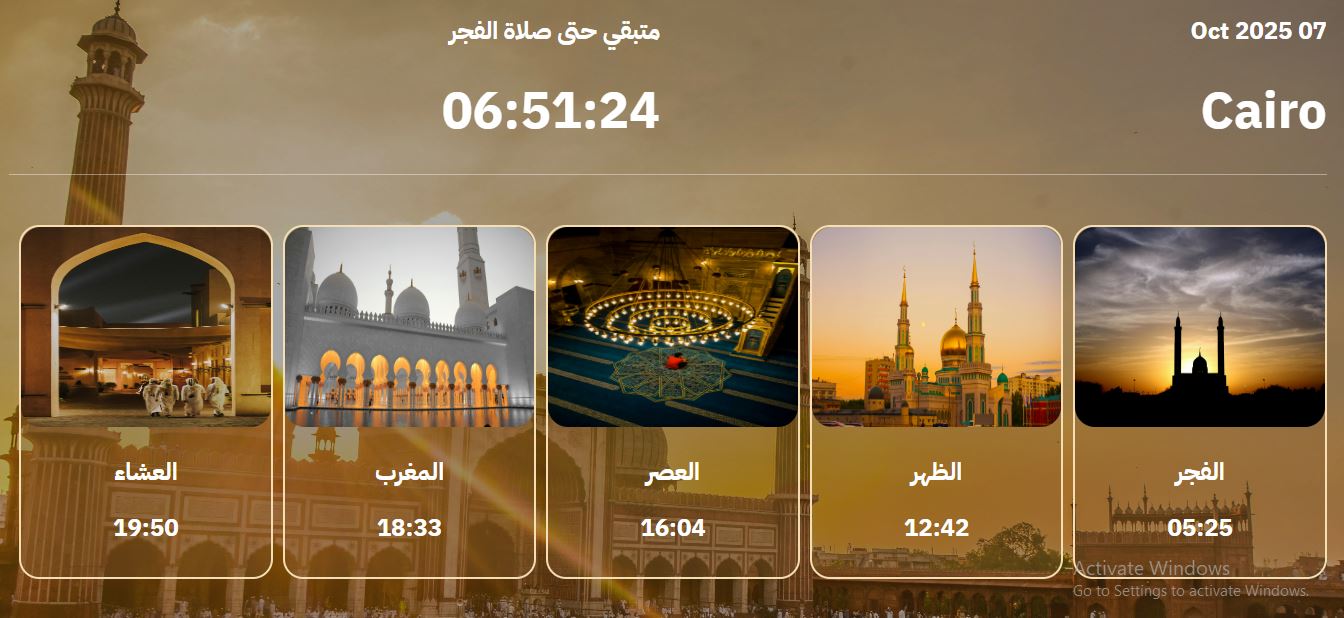 07 Oct 2025
متبقي حتى صلاة الفجر
Cairo
06:51:24
الفجر
05:25
الظهر
12:42
العصر
16:04
المغرب
18:33
العشاء
19:50
Activate Windows
Go to Settings to activate Windows.